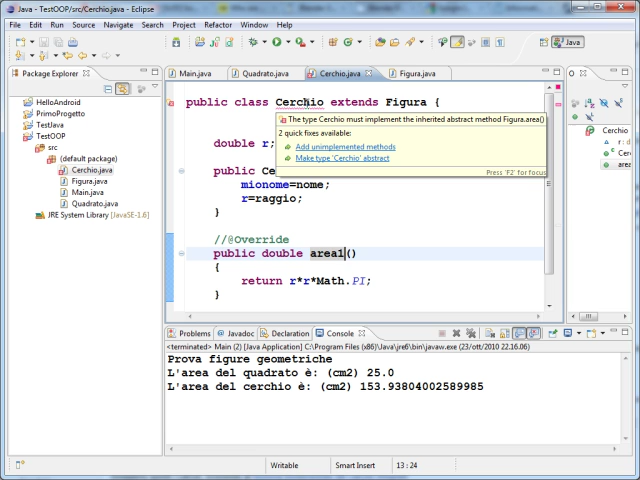 Java - TestOOP/src/Cerchio.java - Eclipse
File Edit Source Refactor Navigate Search Project Refactor Window Help
Java
Package Explorer
HelloAndroid
PrimoProgetto
TestJava
TestOOP
src
(default package)
Cerchio.java
Figura.java
Main.java
Quadrato.java
JRE System Library [JavaSE-1.6]
Main.java Quadrato.java Cerchio.java Figura.java
public class Cerchio extends Figura {
The type Cerchio must implement the inherited abstract method Figura.area()
2 quick fixes available:
Add unimplemented methods
Make type 'Cerchio' abstract
Press 'F2' for focus
double r;
public Ce
mionome=nome;
r=raggio;
}
//@Override
public double area1()
{
return r*r*Math.PI;
}
O
Cerchio
r : d
Cer
area
Problems Javadoc Declaration Console
<terminated> Main (2) [Java Application] C:\Program Files (x86)\Java\jre6\bin\javaw.exe (23/ott/2010 22.16.06)
Prova figure geometriche
L'area del quadrato è: (cm2) 25.0
L'area del cerchio è: (cm2) 153.93804002589985
Writable Smart Insert 13 : 24